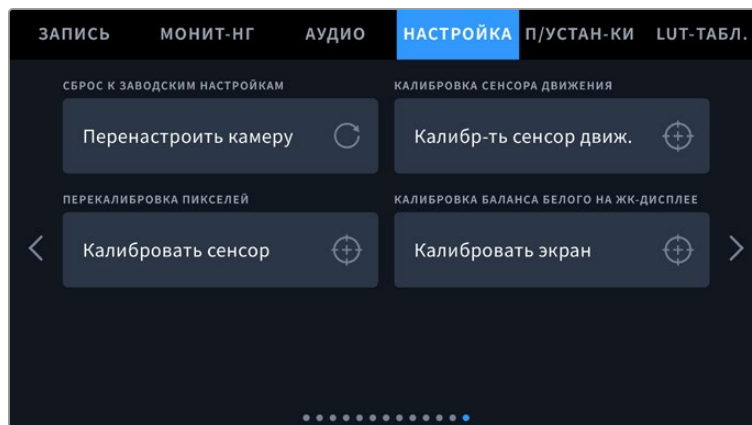 ЗАПИСЬ МОНИТ-НГ АУДИО НАСТРОЙКА П/УСТАН-КИ LUT-ТАБЛ.
СБРОС К ЗАВОДСКИМ НАСТРОЙКАМ
Перенастроить камеру
КАЛИБРОВКА СЕНСОРА ДВИЖЕНИЯ
Калибр-ть сенсор движ.
ПЕРЕКАЛИБРОВКА ПИКСЕЛЕЙ
Калибровать сенсор
КАЛИБРОВКА БАЛАНСА БЕЛОГО НА ЖК-ДИСПЛЕЕ
Калибровать экран